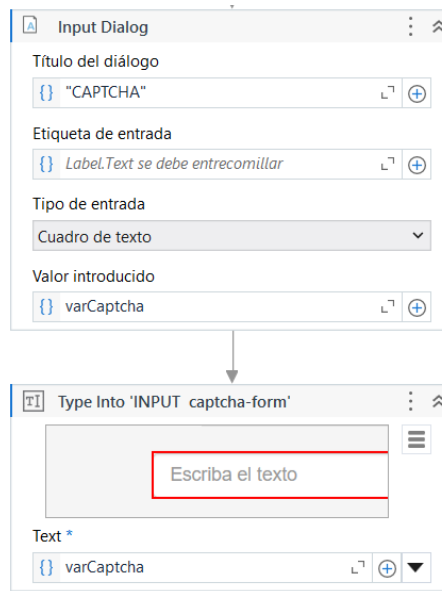 Input Dialog
Título del diálogo
{} "CAPTCHA"
Etiqueta de entrada
{} Label.Text se debe entrecomillar
Tipo de entrada
Cuadro de texto
Valor introducido
{} varCaptcha
TI Type Into 'INPUT captcha-form'
Escriba el texto
Text *
{} varCaptcha